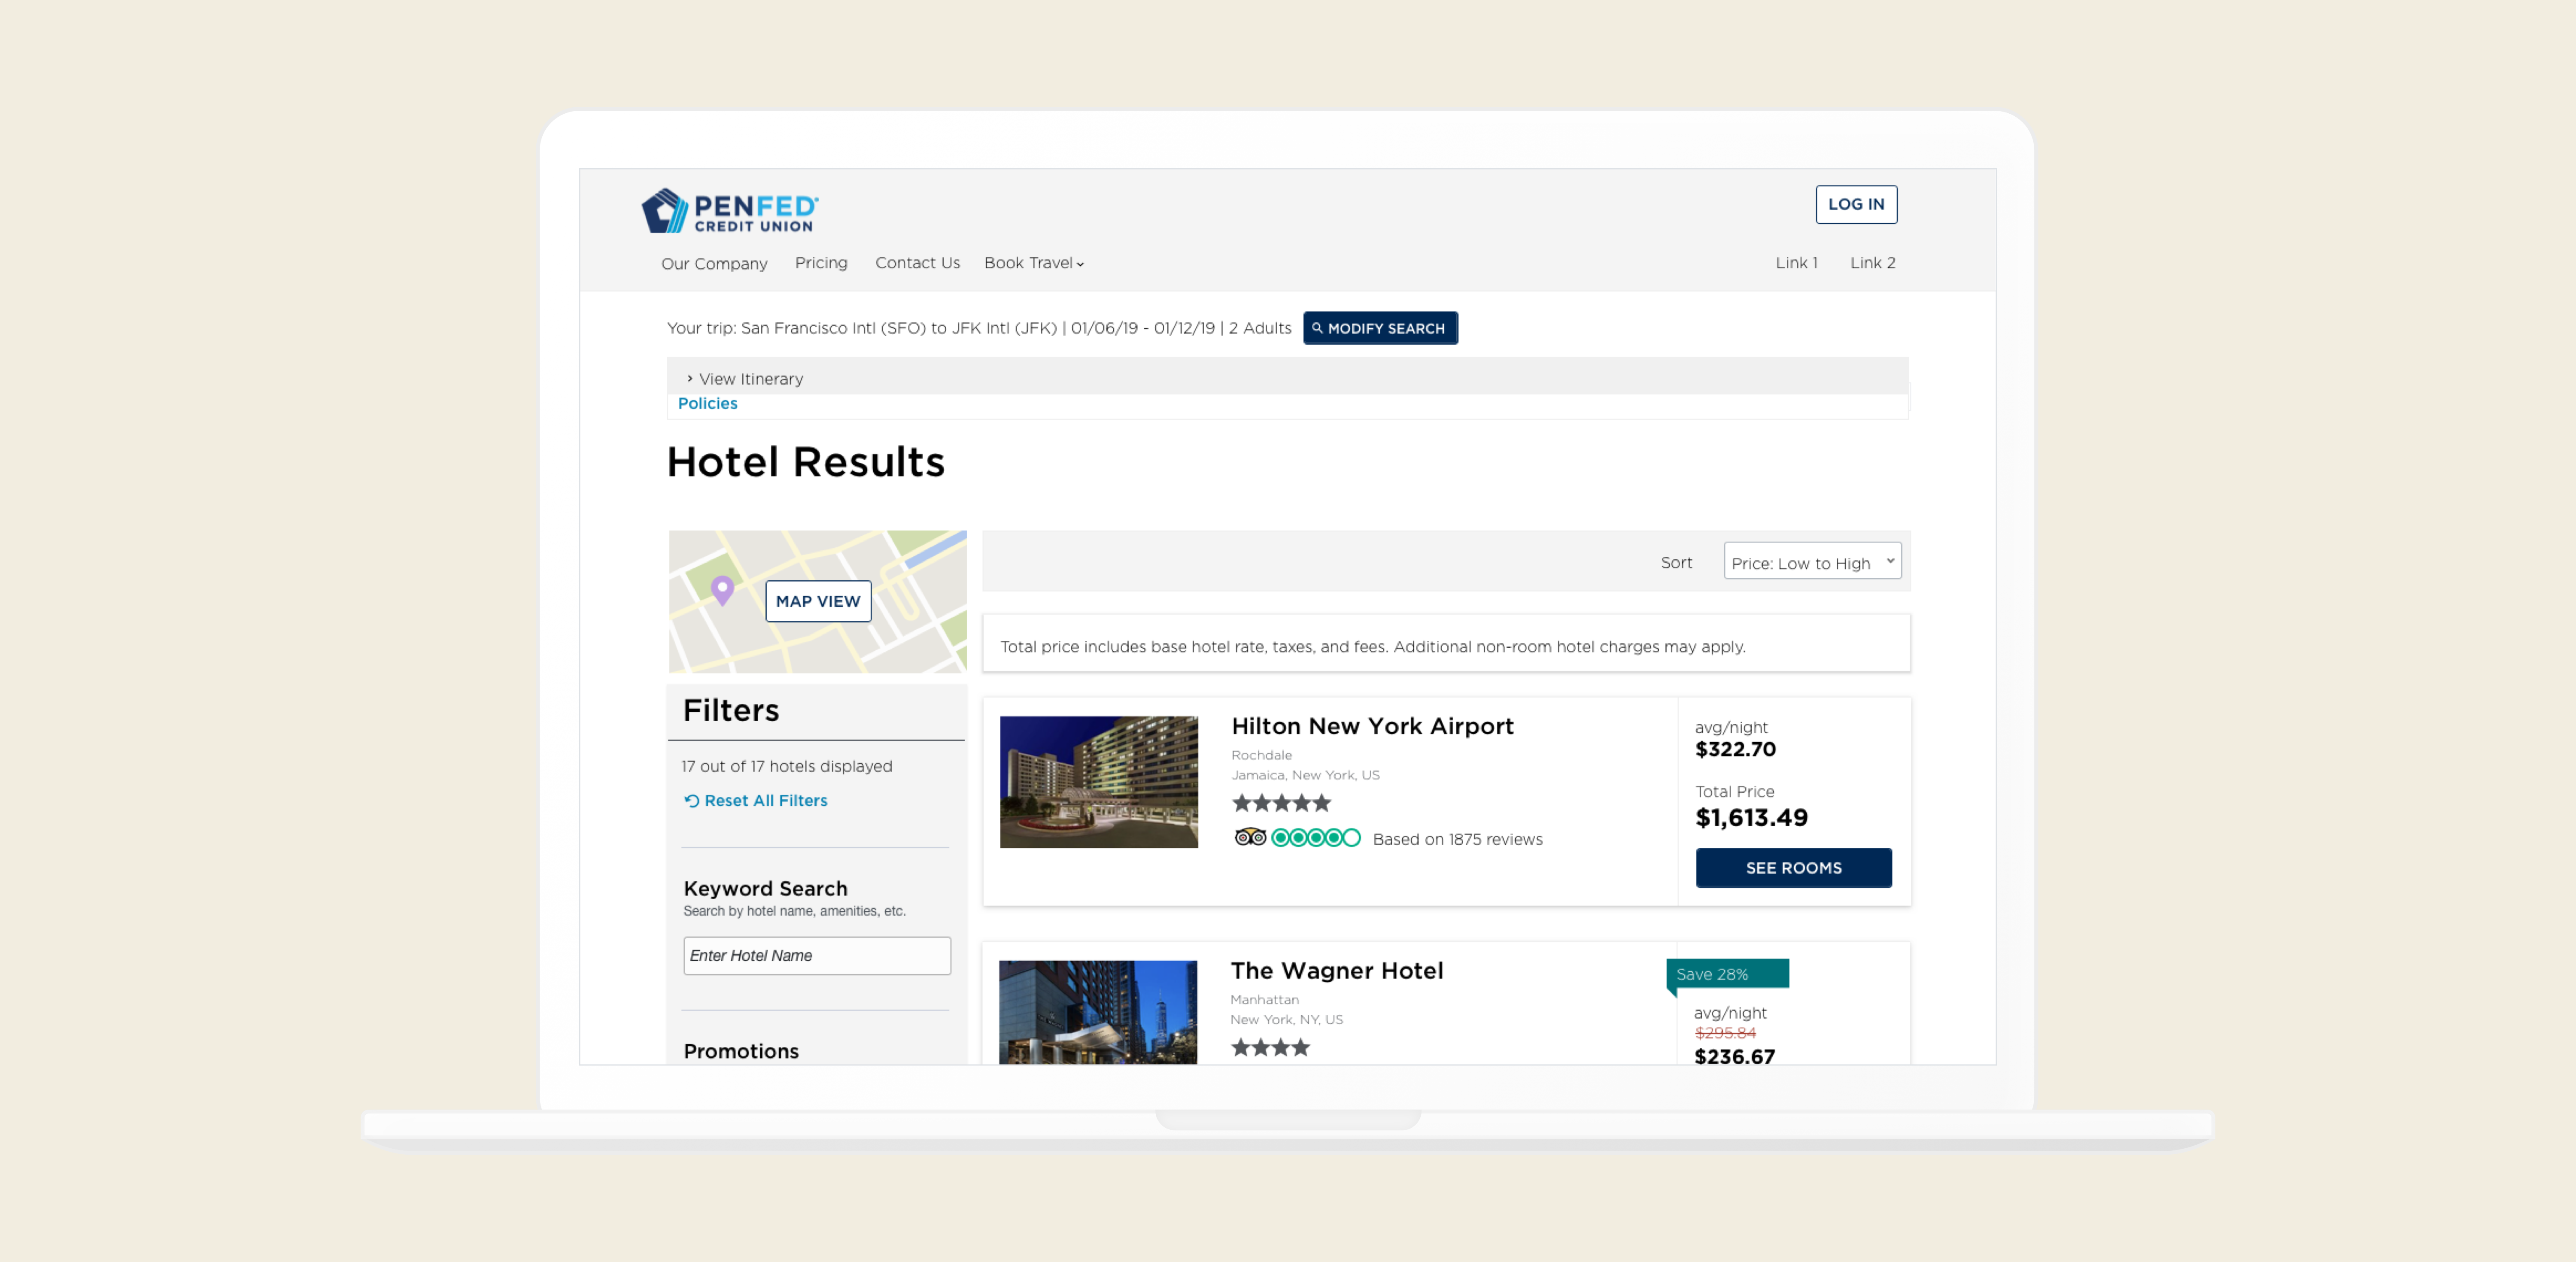 PENFED
CREDIT UNION
LOG IN
Our Company Pricing Contact Us Book Travel
Link 1 Link 2
Your trip: San Francisco Intl (SFO) to JFK Intl (JFK) | 01/06/19 - 01/12/19 | 2 Adults
MODIFY SEARCH
View Itinerary
Policies
Hotel Results
MAP VIEW
Sort Price: Low to High
Total price includes base hotel rate, taxes, and fees. Additional non-room hotel charges may apply.
Filters
17 out of 17 hotels displayed
Reset All Filters
Keyword Search
Search by hotel name, amenities, etc.
Enter Hotel Name
Promotions
Hilton New York Airport
Rochdale
Jamaica, New York, US
Based on 1875 reviews
avg/night
$322.70
Total Price
$1,613.49
SEE ROOMS
The Wagner Hotel
Manhattan
New York, NY, US
Save 28%
avg/night
$295.84
$236.67